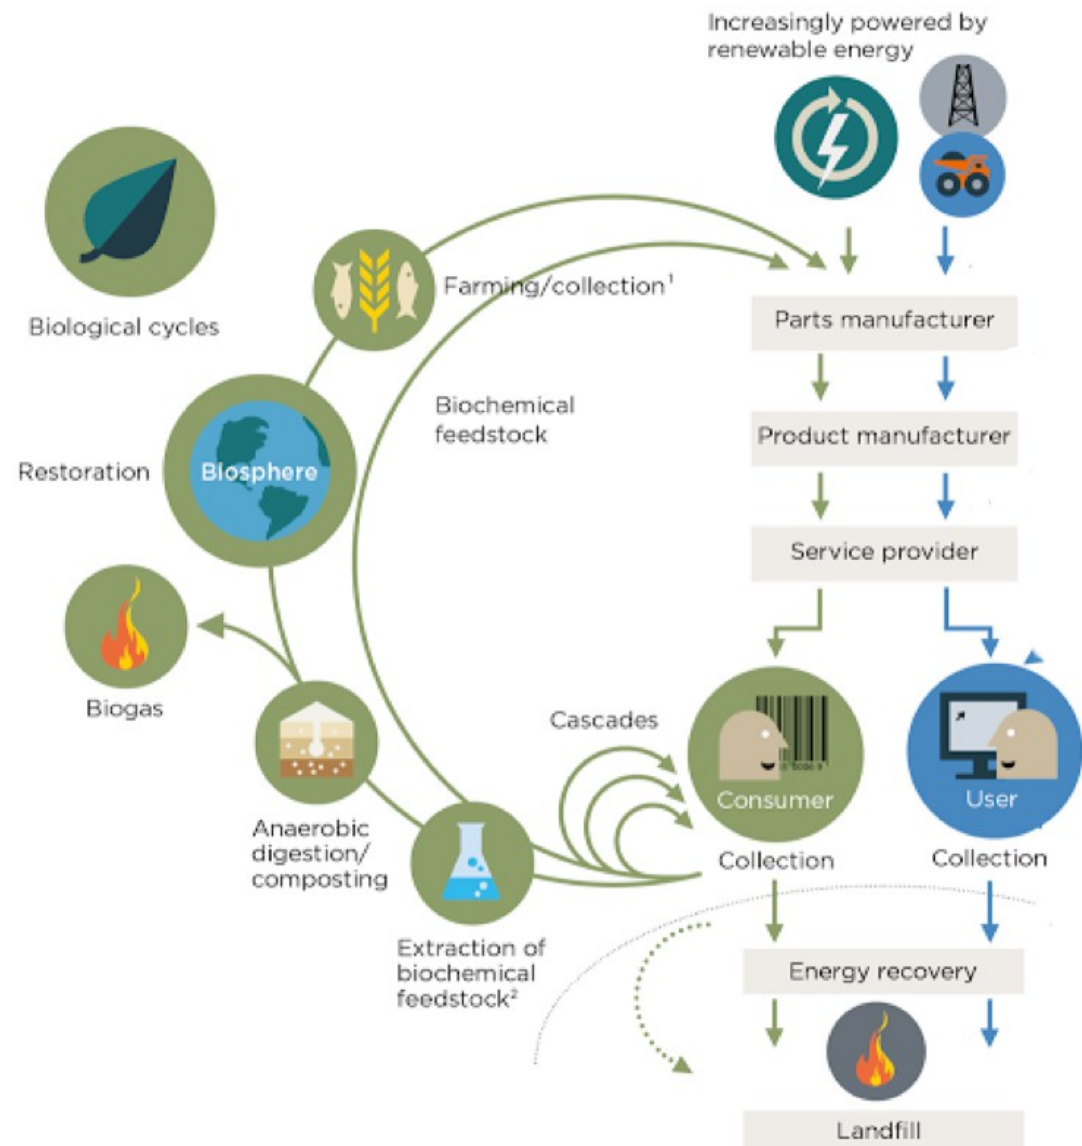 Increasingly powered by
renewable energy
Biological cycles
Farming/collection¹
Parts manufacturer
Biochemical
feedstock
Product manufacturer
Restoration
Biosphere
Service provider
Biogas
Cascades
Consumer
User
Anaerobic
digestion/
composting
Collection
Collection
Extraction of
biochemical
feedstock²
Energy recovery
Landfill